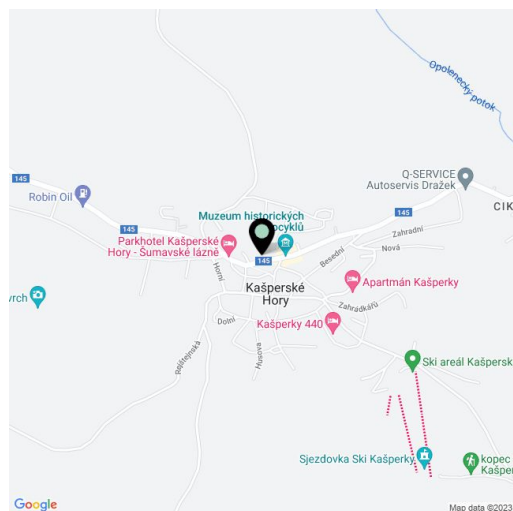 Opolenecký
potok
145
Robin Oil
145
Q-SERVICE
Autoservis Dražek
CIK
145
Zahradní
Nová
Muzeum historických
Parkhotel Kašperské
Hory - Šumavské lázně
145
Horní
Besední
Kašperské
Hory
Apartmán Kašperky
vrch
Zahrádkářů
Dolní
Kašperky 440
Husova
Rejštejnská
Ski areál Kašpersk
Sjezdovka Ski Kašperky
kopec
Kašper
Google
Map data ©2023